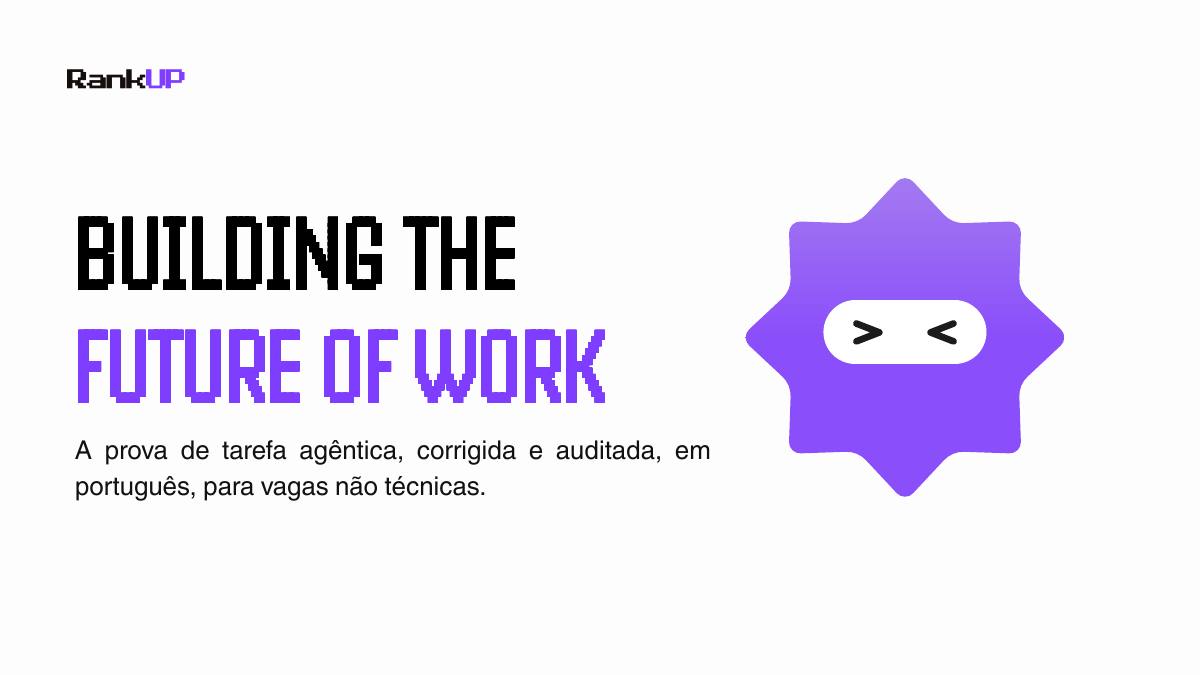 RankUP
BUILDING THE
FUTURE OF WORK
A prova de tarefa agêntica, corrigida e auditada, em
português, para vagas não técnicas.